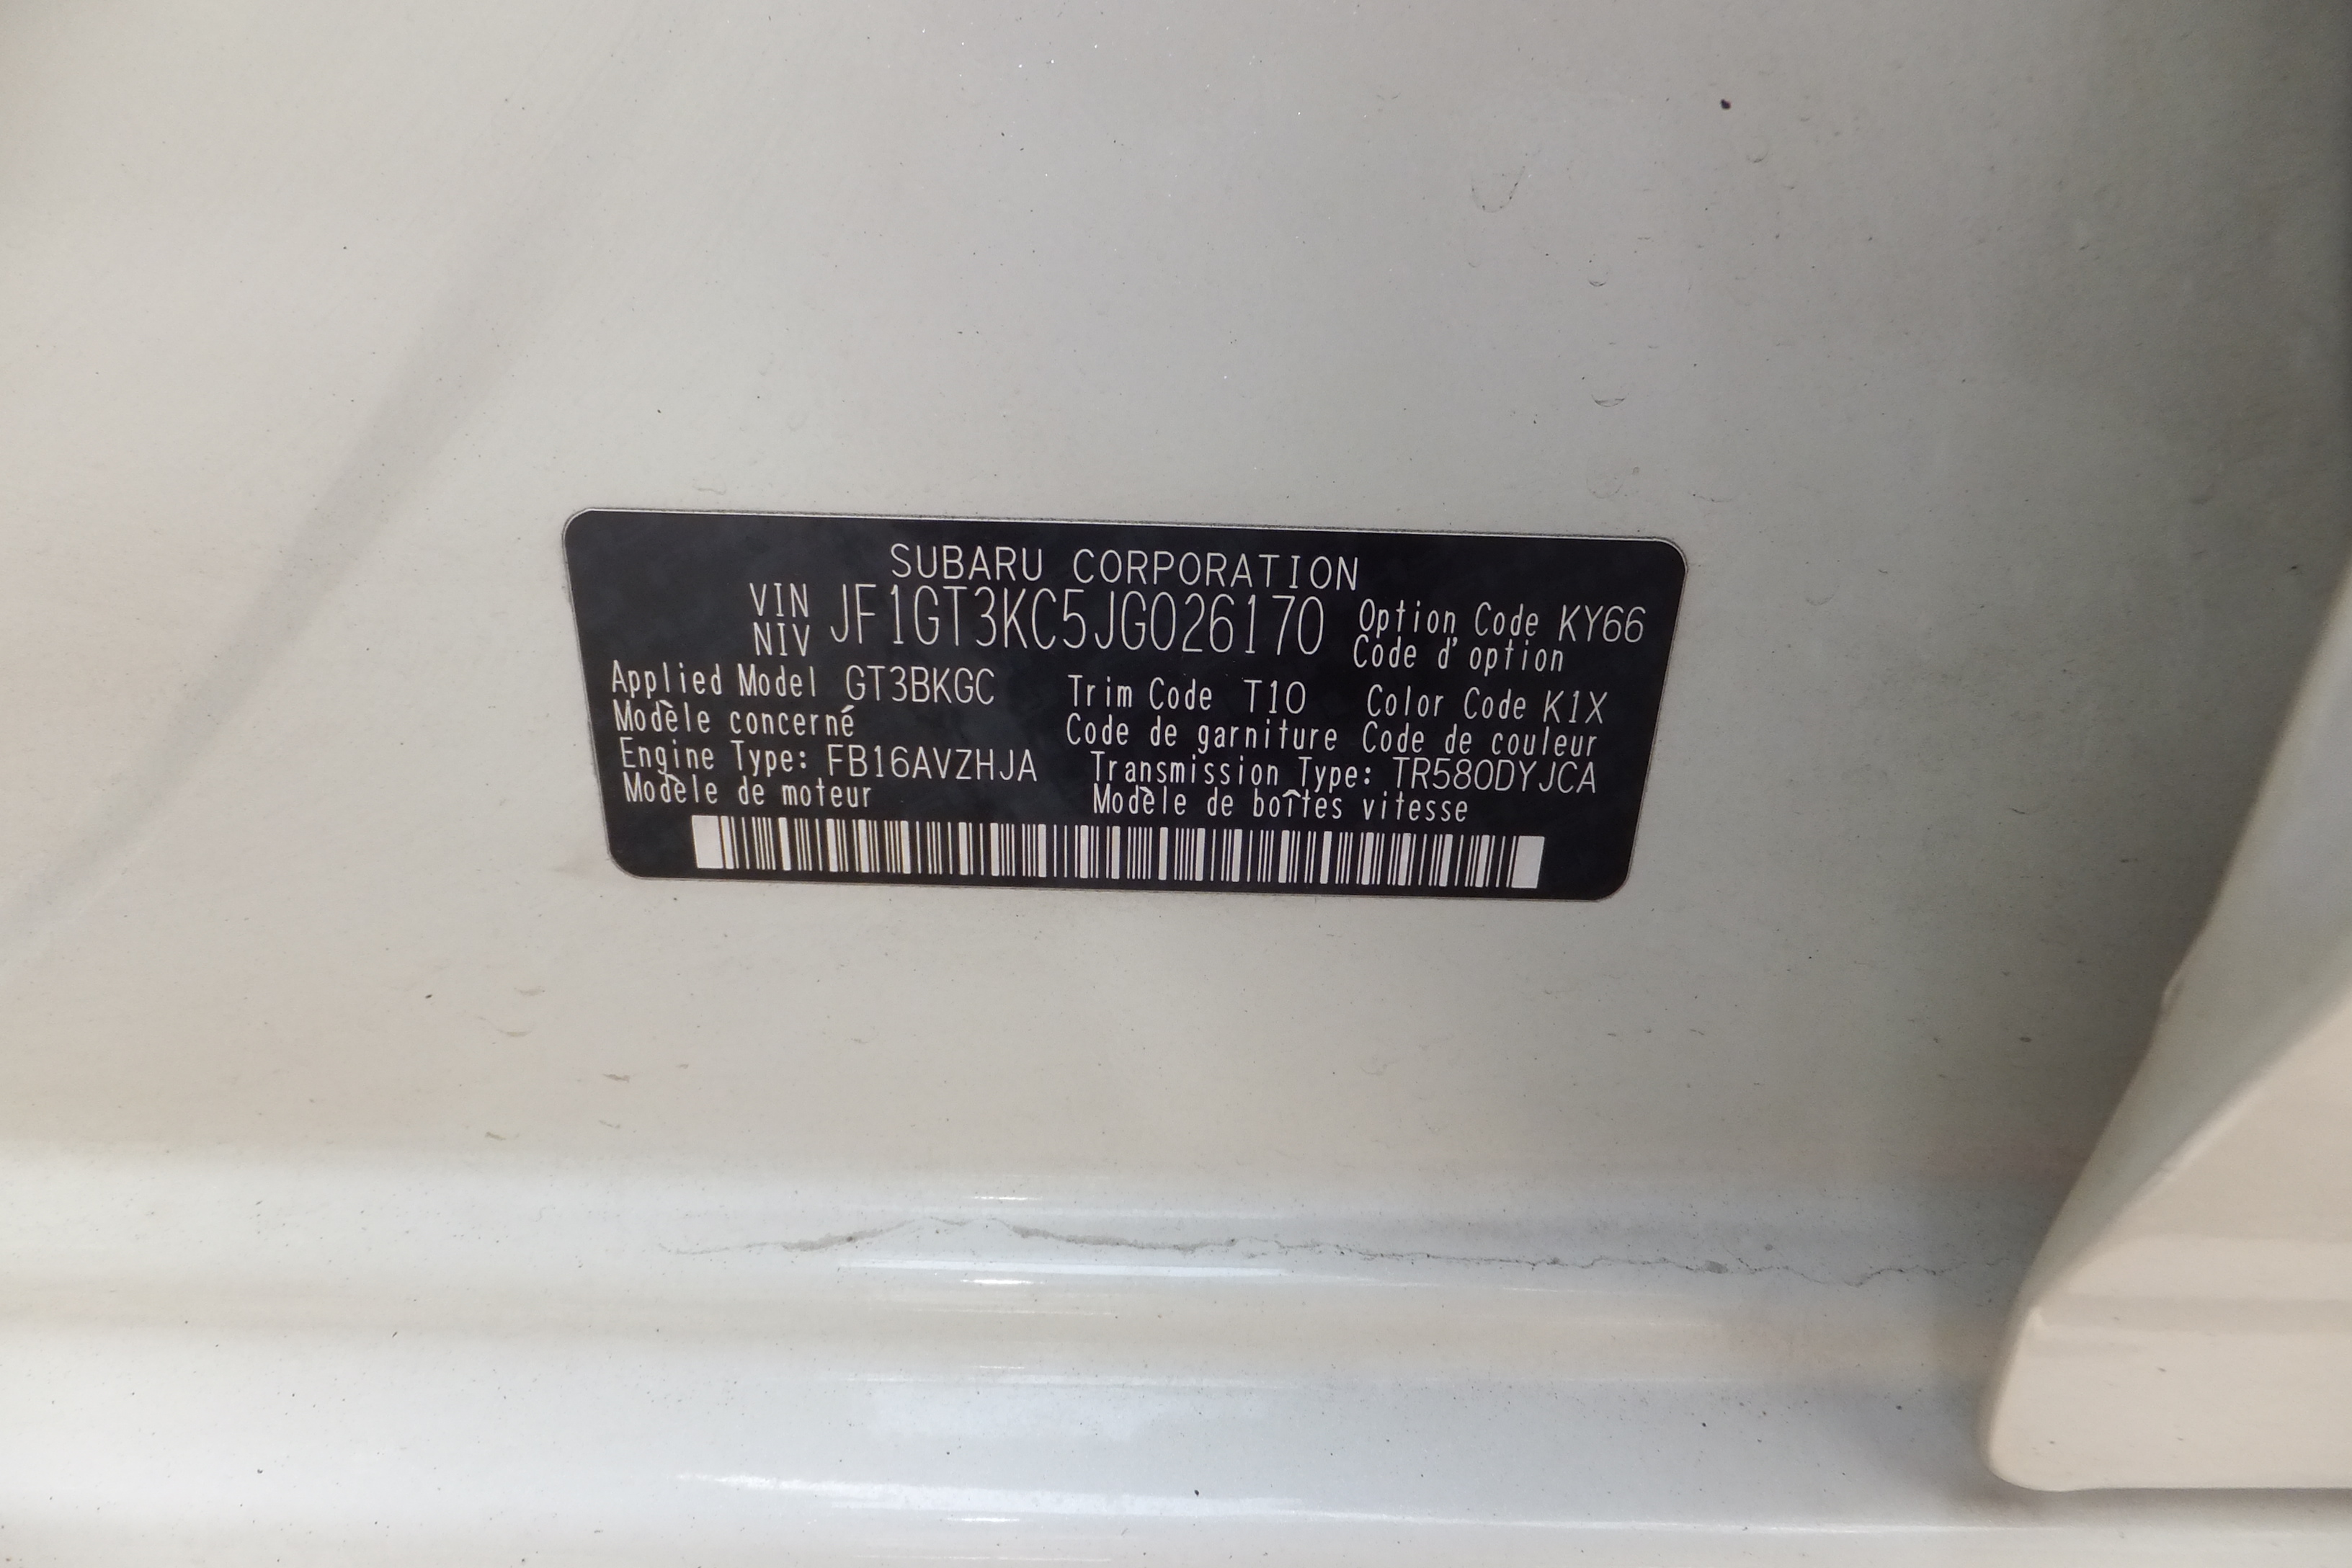 SUBARU CORPORATION
VIN JF1GT3KC5JG026170 Option Code KY66
NIV Code d'option
Applied Model GT3BKGC Trim Code T10 Color Code K1X
Modèle concerné Code de garniture Code de couleur
Engine Type: FB16AVZHJA Transmission Type: TR580DYJCA
Modèle de moteur Modèle de boîtes vitesse